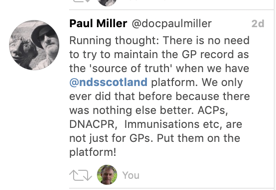 Paul Miller @docpaulmiller 2d
Running thought: There is no need
to try to maintain the GP record as
the 'source of truth' when we have
@ndsscotland platform. We only
ever did that before because there
was nothing else better. ACPs,
DNACPR,  Immunisations etc, are
not just for GPs. Put them on the
platform!
You